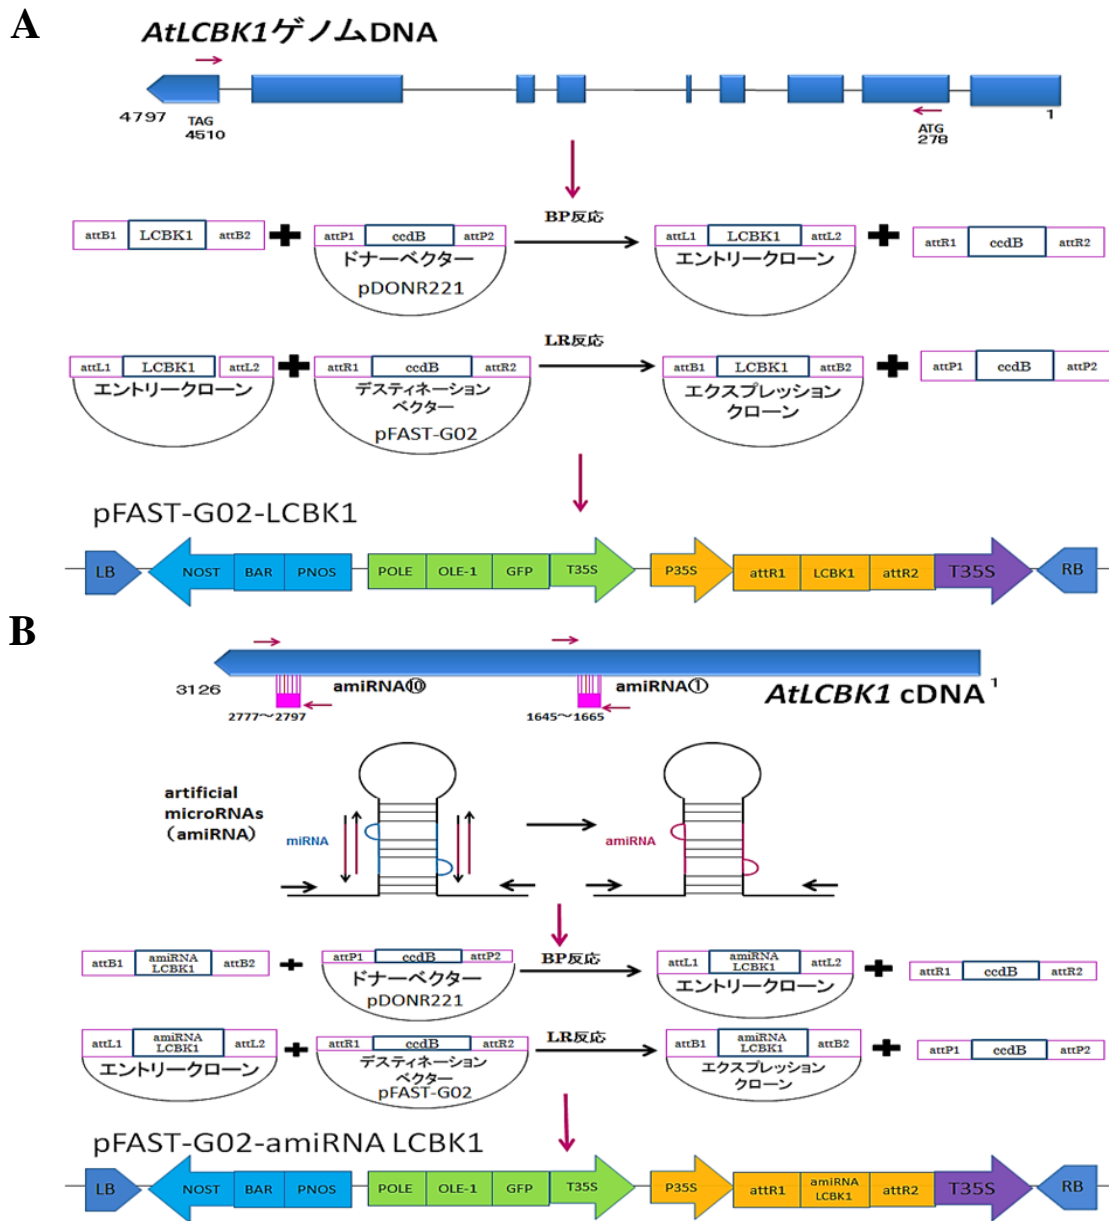 A
AtLCBK1ゲノムDNA
4797
TAG
4510
ATG
278
1
BP反応
attB1 LCBK1 attB2
attP1 ccdB attP2
ドナーベクター
pDONR221
attL1 LCBK1 attL2
エントリークローン
attR1 ccdB attR2
LR反応
attL1 LCBK1 attL2
エントリークローン
attR1 ccdB attR2
デスティネーション
ベクター
pFAST-G02
attB1 LCBK1 attB2
エクスプレッション
クローン
attP1 ccdB attP2
pFAST-G02-LCBK1
LB NOST BAR PNOS POLE OLE-1 GFP T35S P35S attR1 LCBK1 attR2 T35S RB
B
3126
amiRNA⑩
amiRNA①
AtLCBK1 cDNA
1
2777～2797
1645～1665
artificial
microRNAs
（amiRNA）
miRNA
amiRNA
BP反応
attB1 amiRNA LCBK1 attB2
attP1 ccdB attP2
ドナーベクター
pDONR221
attL1 amiRNA LCBK1 attL2
エントリークローン
attR1 ccdB attR2
LR反応
attL1 amiRNA LCBK1 attL2
エントリークローン
attR1 ccdB attR2
デスティネーション
ベクター
pFAST-G02
attB1 amiRNA LCBK1 attB2
エクスプレッション
クローン
attP1 ccdB attP2
pFAST-G02-amiRNA LCBK1
LB NOST BAR PNOS POLE OLE-1 GFP T35S P35S attR1 amiRNA LCBK1 attR2 T35S RB